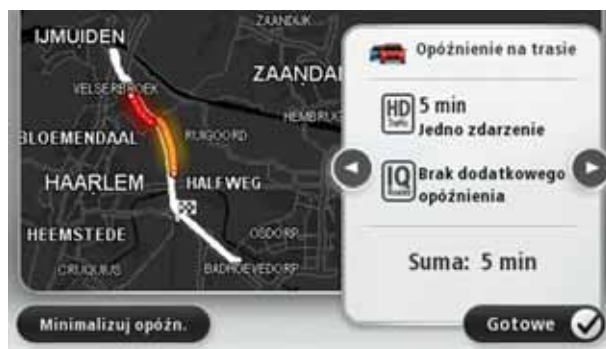 ZAANDIJK
IJMUIDEN
ZAANDA
VELSERBROEK
HEMBRUG
BLOEMENDAAL
RUIGOORD
HAARLEM
HALFWEG
HEEMSTEDE
OSDORP
CRUQUIUS
BADHOEVEDORP
Opóźnienie na trasie
HD
Traffic
5 min
Jedno zdarzenie
IQ
Brak dodatkowego
opóźnienia
Suma: 5 min
Minimalizuj opóźn.
Gotowe